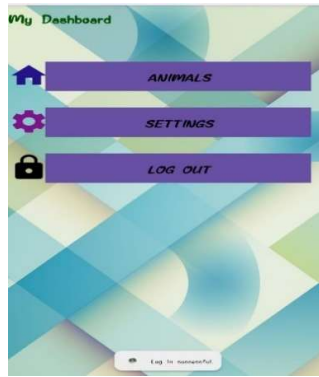 My Dashboard
ANIMALS
SETTINGS
LOG OUT
Log in successful